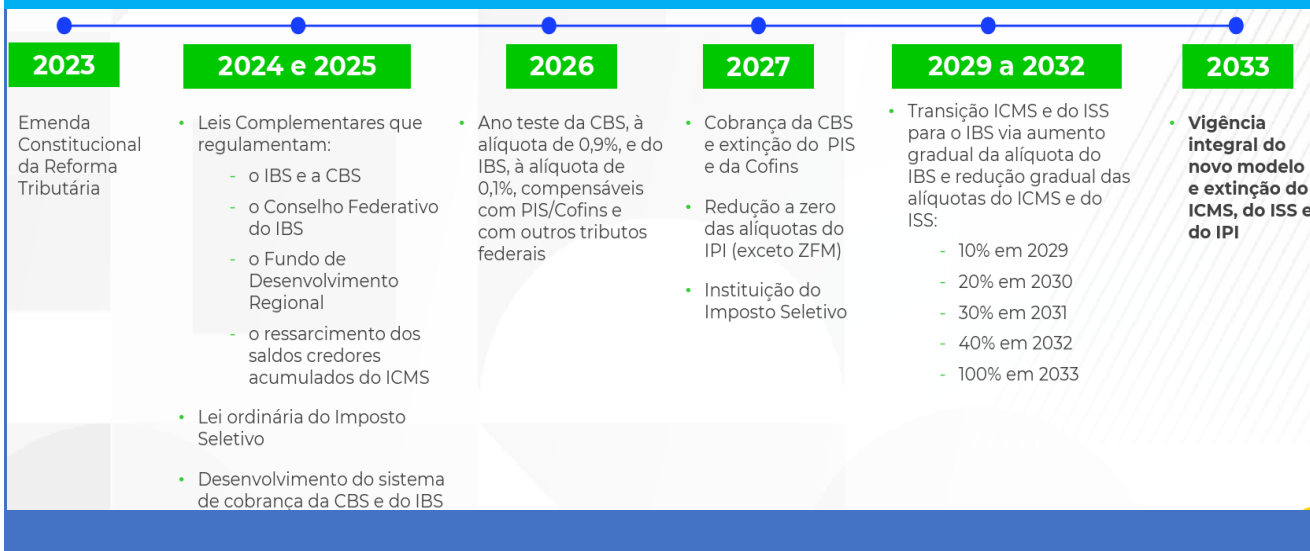 2023
Emenda
Constitucional
da Reforma
Tributária
2024 e 2025
• Leis Complementares que
regulamentam:
- o IBS e a CBS
- o Conselho Federativo
do IBS
- o Fundo de
Desenvolvimento
Regional
- o ressarcimento dos
saldos credores
acumulados do ICMS
• Lei ordinária do Imposto
Seletivo
• Desenvolvimento do sistema
de cobrança da CBS e do IBS
2026
• Ano teste da CBS, à
alíquota de 0,9%, e do
IBS, à alíquota de
0,1%, compensáveis
com PIS/Cofins e
com outros tributos
federais
2027
• Cobrança da CBS
e extinção do PIS
e da Cofins
• Redução a zero
das alíquotas do
IPI (exceto ZFM)
• Instituição do
Imposto Seletivo
2029 a 2032
• Transição ICMS e do ISS
para o IBS via aumento
gradual da alíquota do
IBS e redução gradual das
alíquotas do ICMS e do
ISS:
- 10% em 2029
- 20% em 2030
- 30% em 2031
- 40% em 2032
- 100% em 2033
2033
• Vigência
integral do
novo modelo
e extinção do
ICMS, do ISS e
do IPI